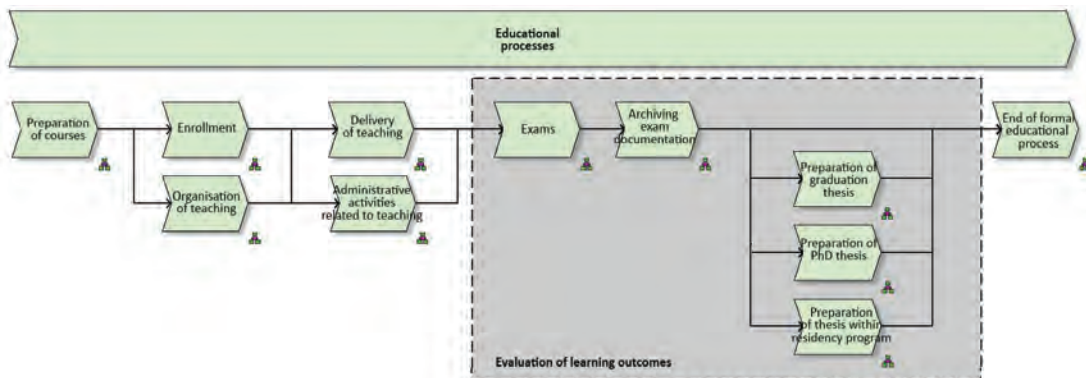 Educational
processes
Preparation
of courses
Enrollment
Delivery
of teaching
Exams
Archiving
exam
documentation
End of formal
educational
process
Organisation
of teaching
Administrative
activities
related to teaching
Preparation of
graduation
thesis
Preparation of
PhD thesis
Preparation
of thesis within
residency program
Evaluation of learning outcomes